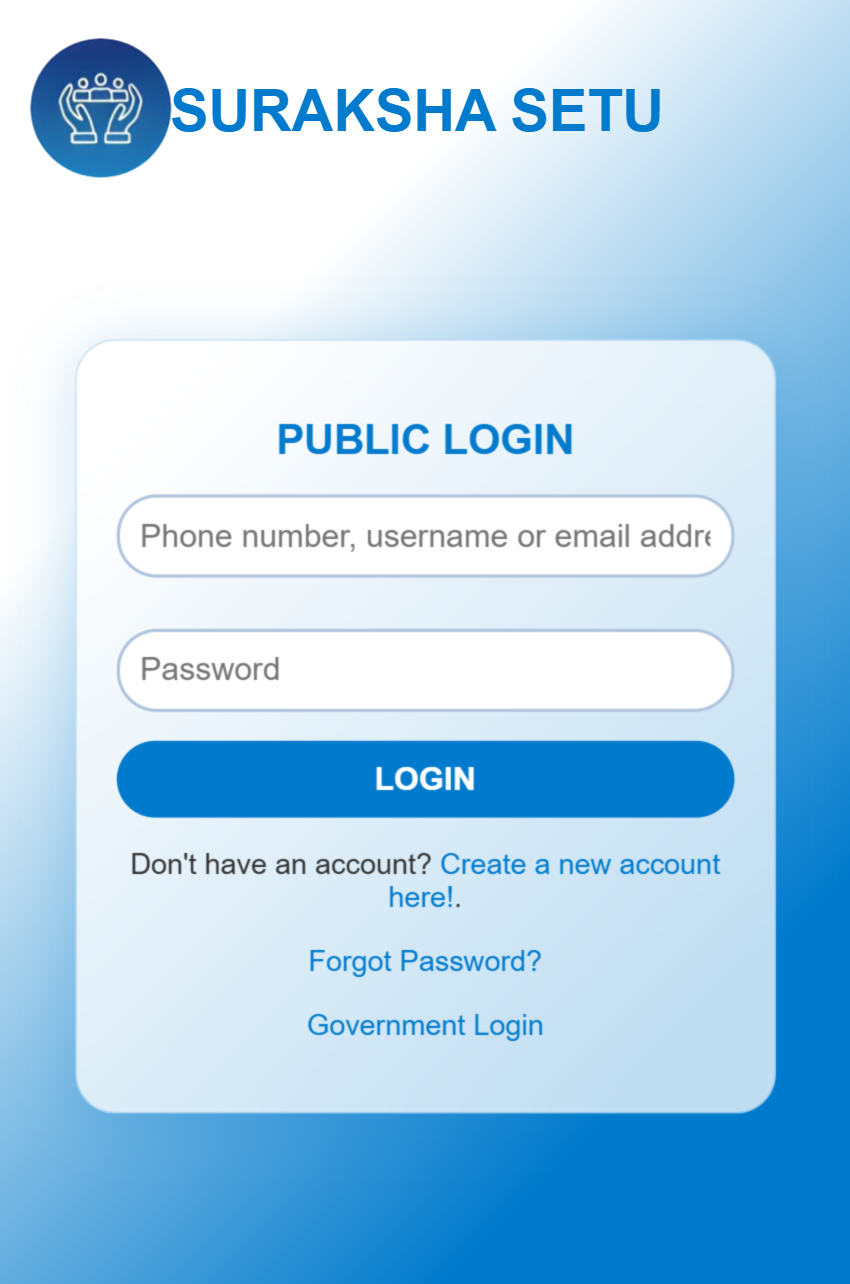 SURAKSHA SETU
PUBLIC LOGIN
Phone number, username or email addre
Password
LOGIN
Don't have an account? Create a new account
here!.
Forgot Password?
Government Login